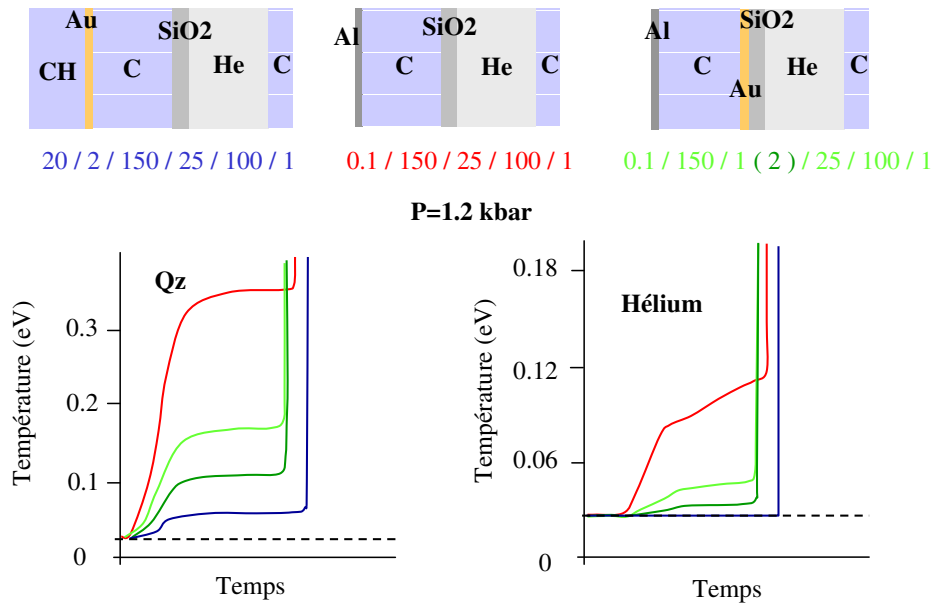 Au
SiO2
CH
C
He
C
20 / 2 / 150 / 25 / 100 / 1
Al
SiO2
C
He
C
0.1 / 150 / 25 / 100 / 1
SiO2
Al
C
He
C
Au
0.1 / 150 / 1 ( 2 ) / 25 / 100 / 1
P=1.2 kbar
Qz
0.3
0.2
0.1
0
Température (eV)
Temps
Hélium
0.18
0.12
0.06
0
Température (eV)
Temps